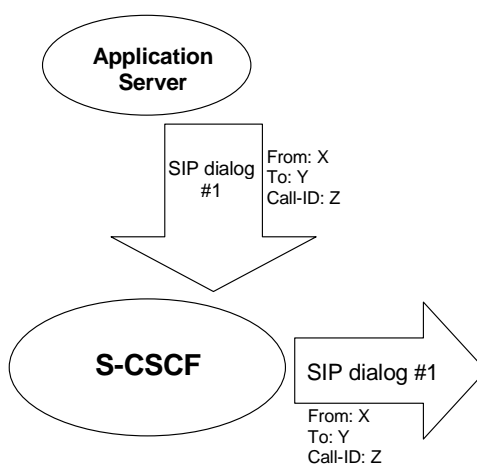 Application
Server
SIP dialog
#1
From: X
To: Y
Call-ID: Z
S-CSCF
SIP dialog #1
From: X
To: Y
Call-ID: Z